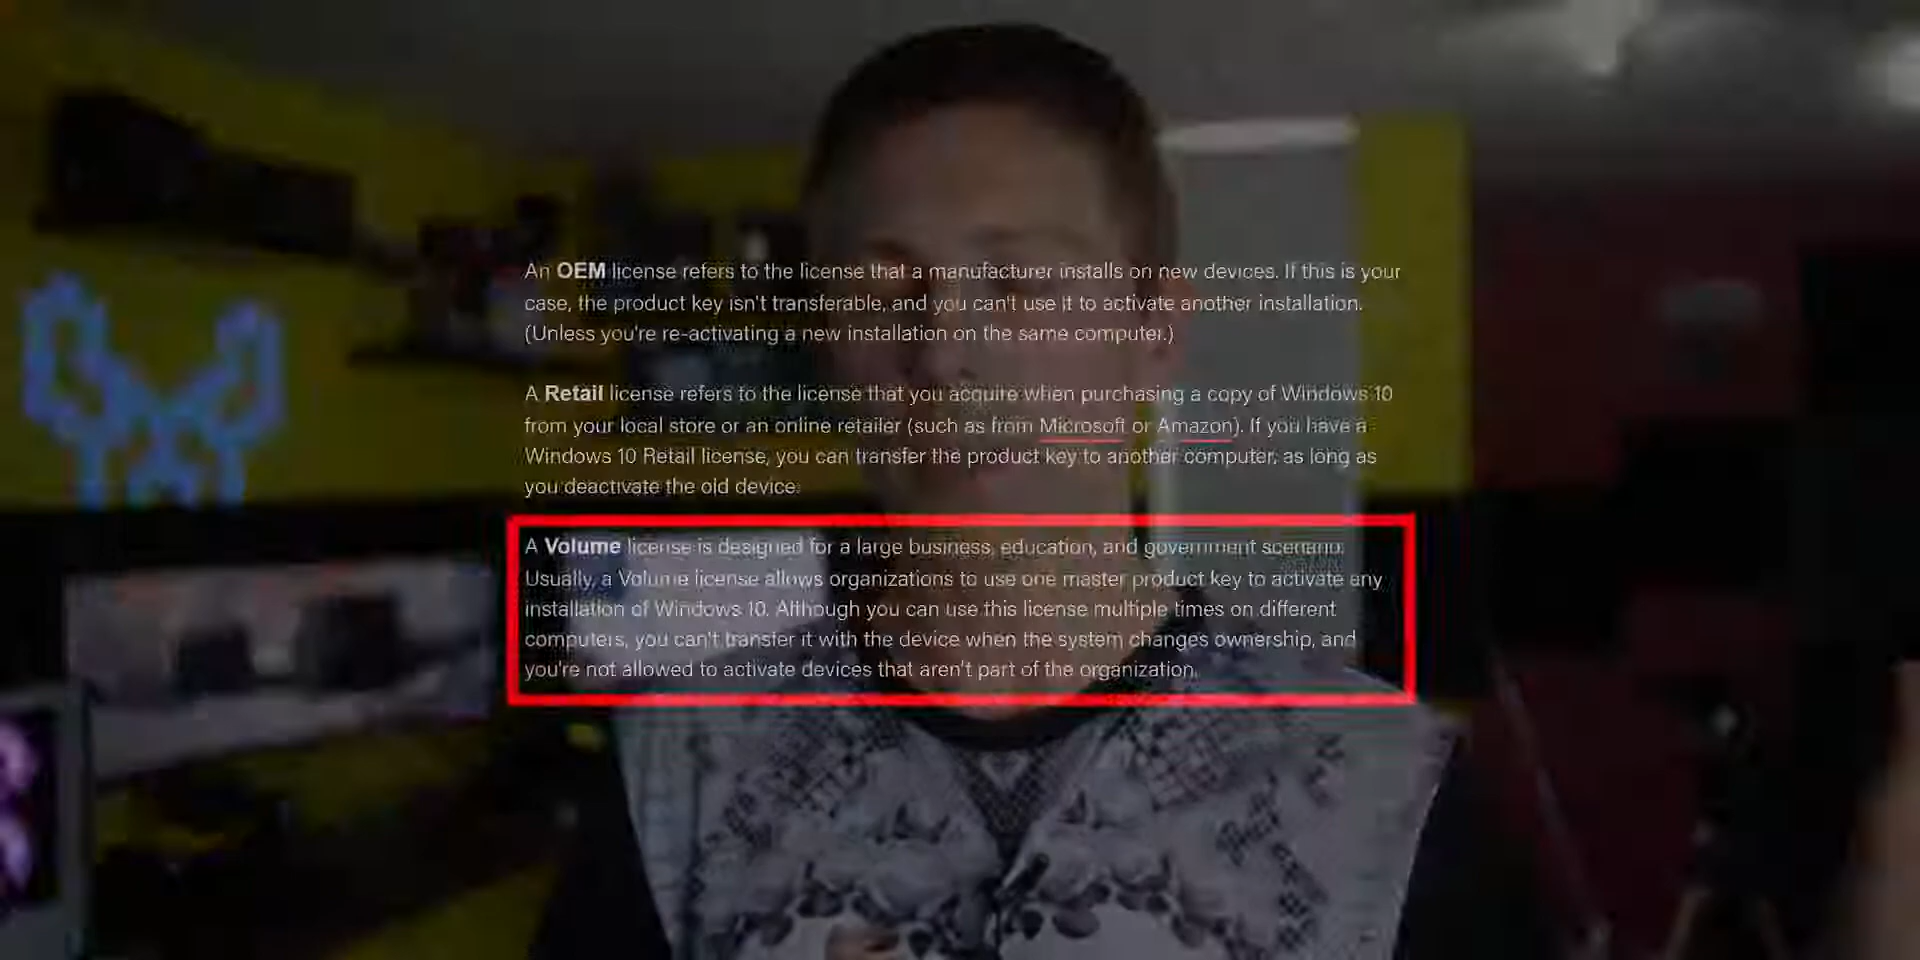 An OEM license refers to the license that a manufacturer installs on new devices. If this is your
case, the product key isn't transferable, and you can't use it to activate another installation.
(Unless you're re-activating a new installation on the same computer.)
A Retail license refers to the license that you acquire when purchasing a copy of Windows 10
from your local store or an online retailer (such as from Microsoft or Amazon). If you have a
Windows 10 Retail license, you can transfer the product key to another computer, as long as
you deactivate the old device.
A Volume license is designed for a large business, education, and government scenario.
Usually, a Volume license allows organizations to use one master product key to activate any
installation of Windows 10. Although you can use this license multiple times on different
computers, you can't transfer it with the device when the system changes ownership, and
you're not allowed to activate devices that aren't part of the organization.